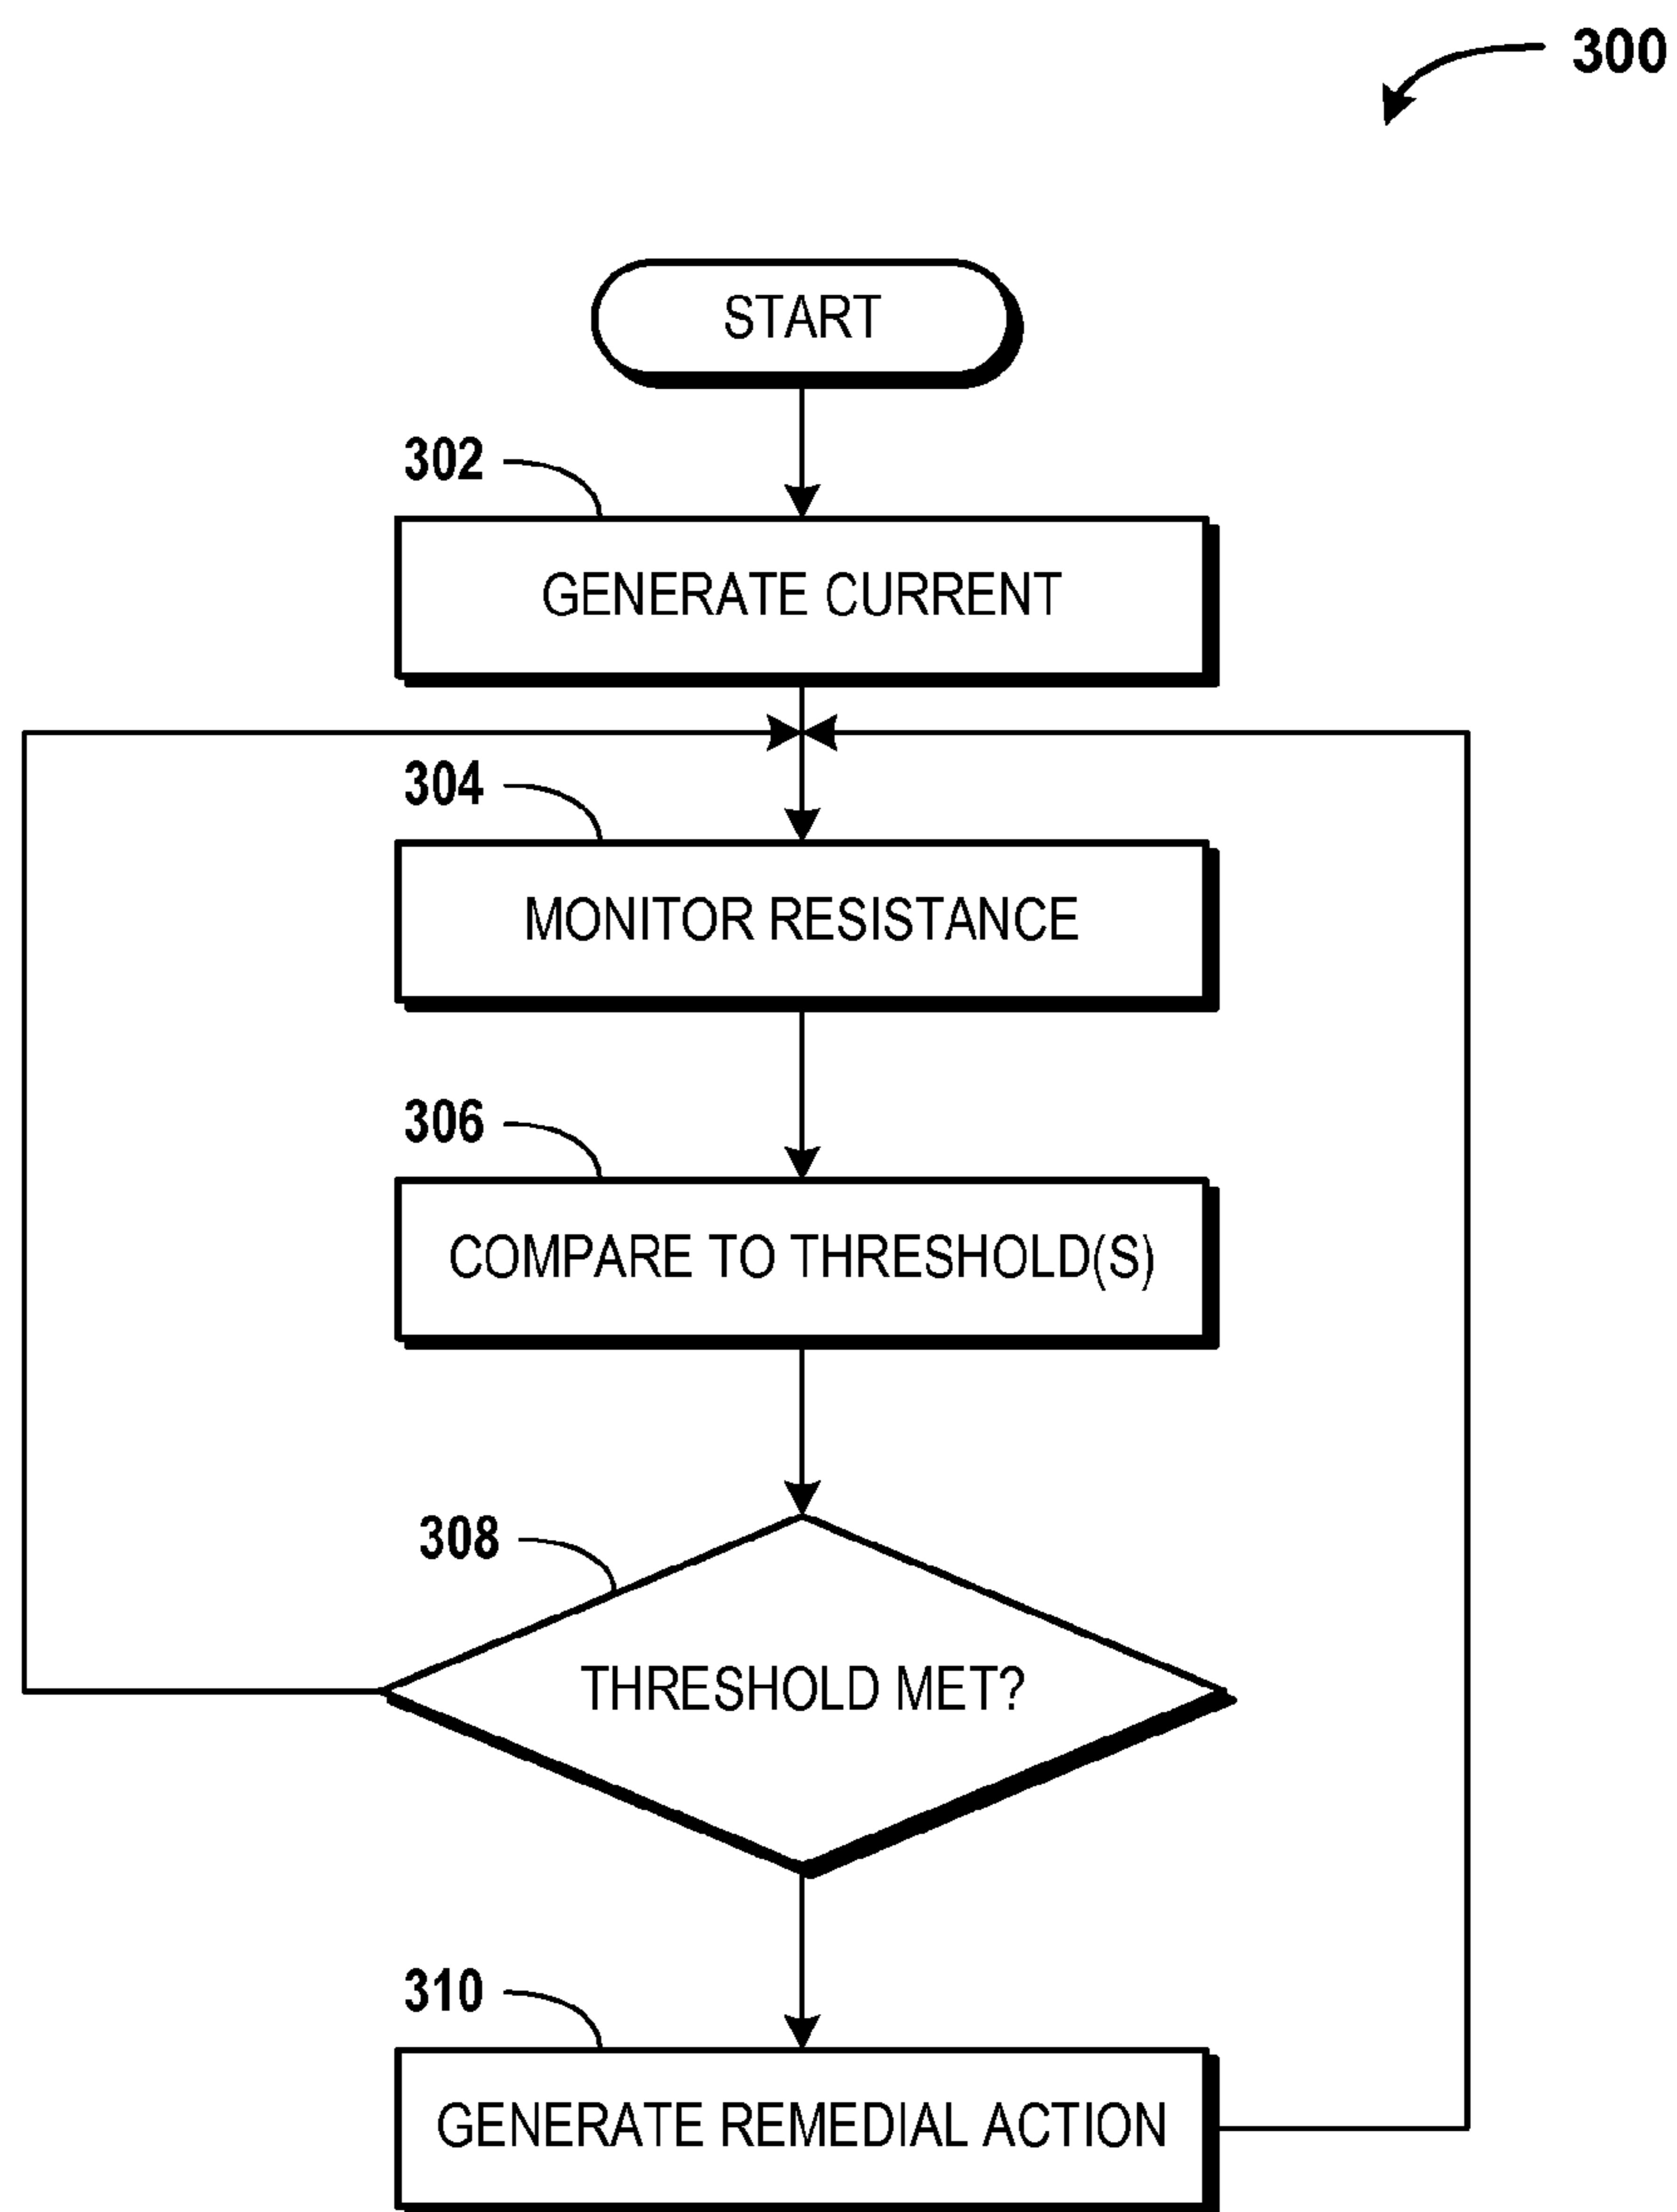 300
START
302
GENERATE CURRENT
304
MONITOR RESISTANCE
306
COMPARE TO THRESHOLD(S)
308
THRESHOLD MET?
310
GENERATE REMEDIAL ACTION